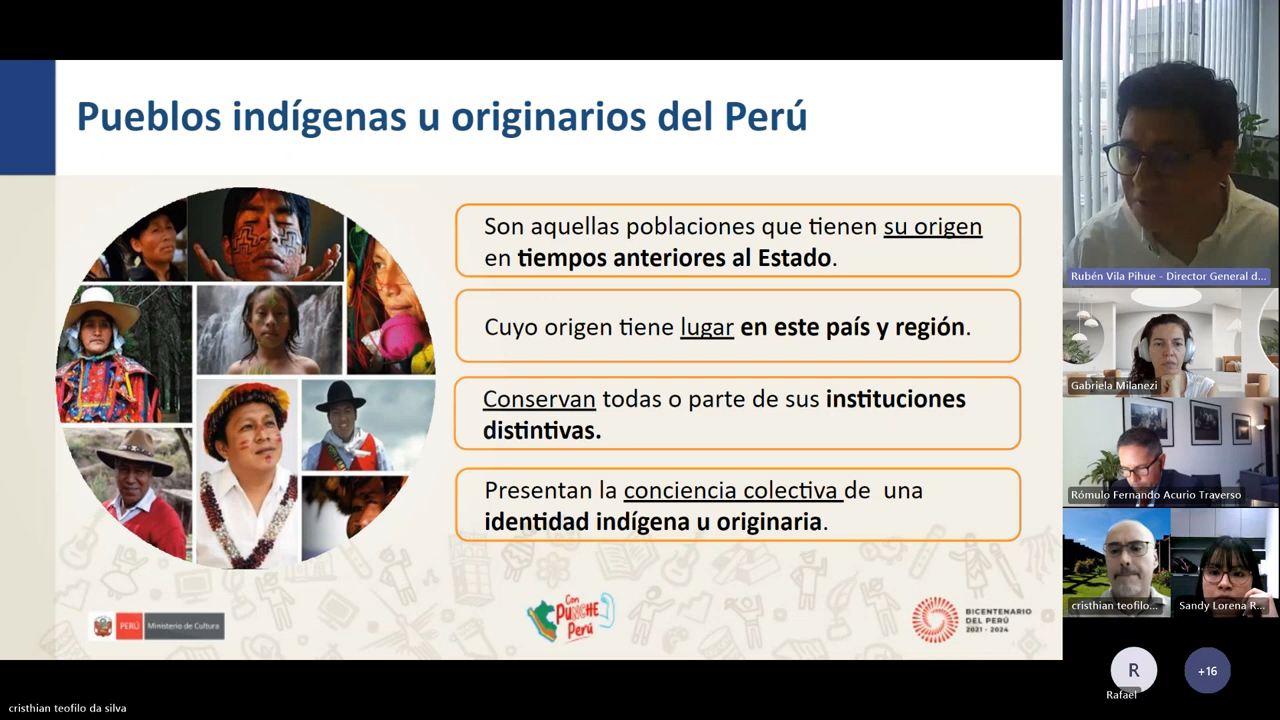 Pueblos indígenas u originarios del Perú
Son aquellas poblaciones que tienen su origen
en tiempos anteriores al Estado.
Cuyo origen tiene lugar en este país y región.
Conservan todas o parte de sus instituciones
distintivas.
Presentan la conciencia colectiva de una
identidad indígena u originaria.
PERÚ
Ministerio de Cultura
Con
PUNCHE
Perú
BICENTENARIO
DEL PERÚ
2021 - 2024
Rubén Vila Pihue - Director General d...
Gabriela Milanezi
Rómulo Fernando Acurio Traverso
cristhian teofilo...
Sandy Lorena R...
R
Rafael
+16
cristhian teofilo da silva